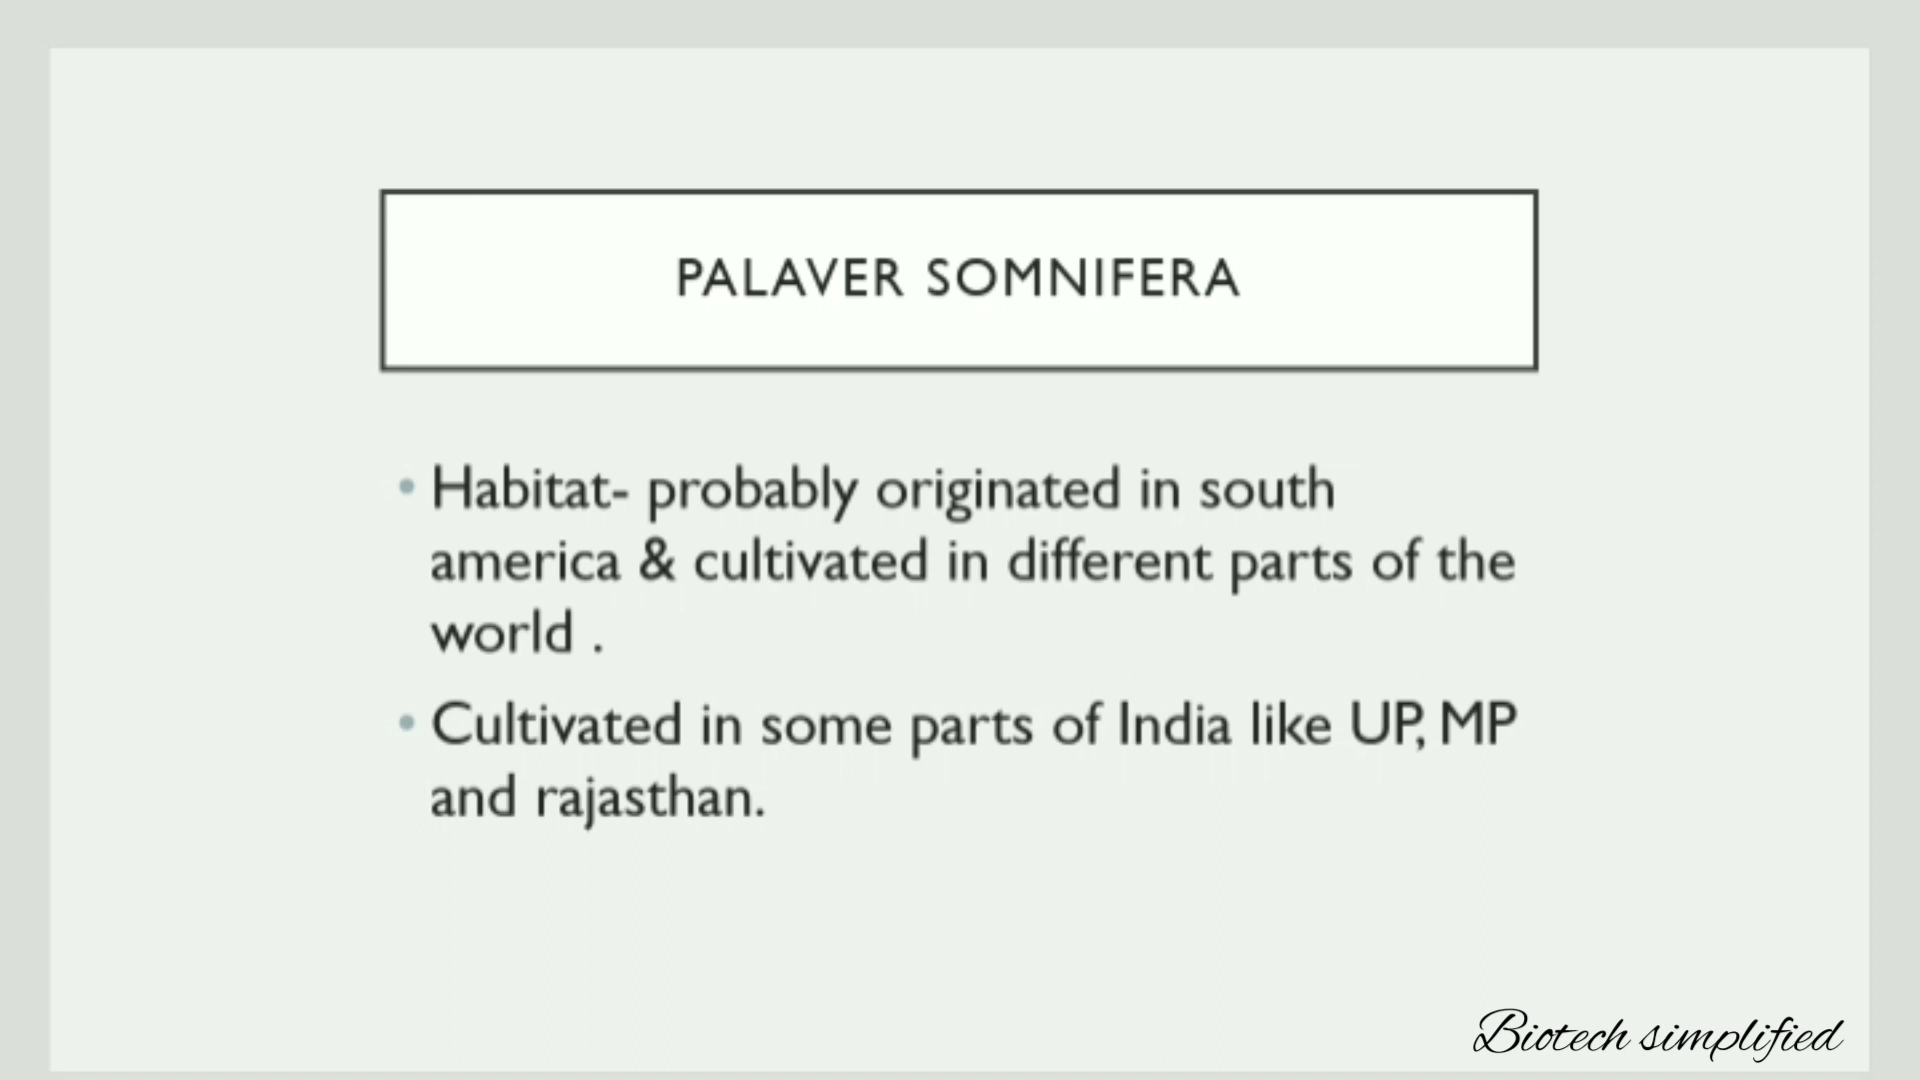 PALAVER SOMNIFERA
• Habitat- probably originated in south
america & cultivated in different parts of the
world .
• Cultivated in some parts of India like UP, MP
and rajasthan.
Biotech simplified